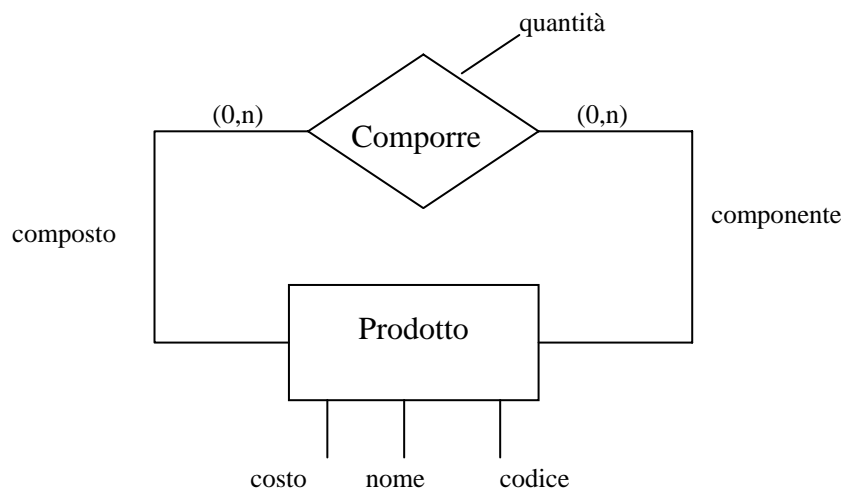 quantità
(0,n)
(0,n)
Comporre
composto
componente
Prodotto
costo
nome
codice